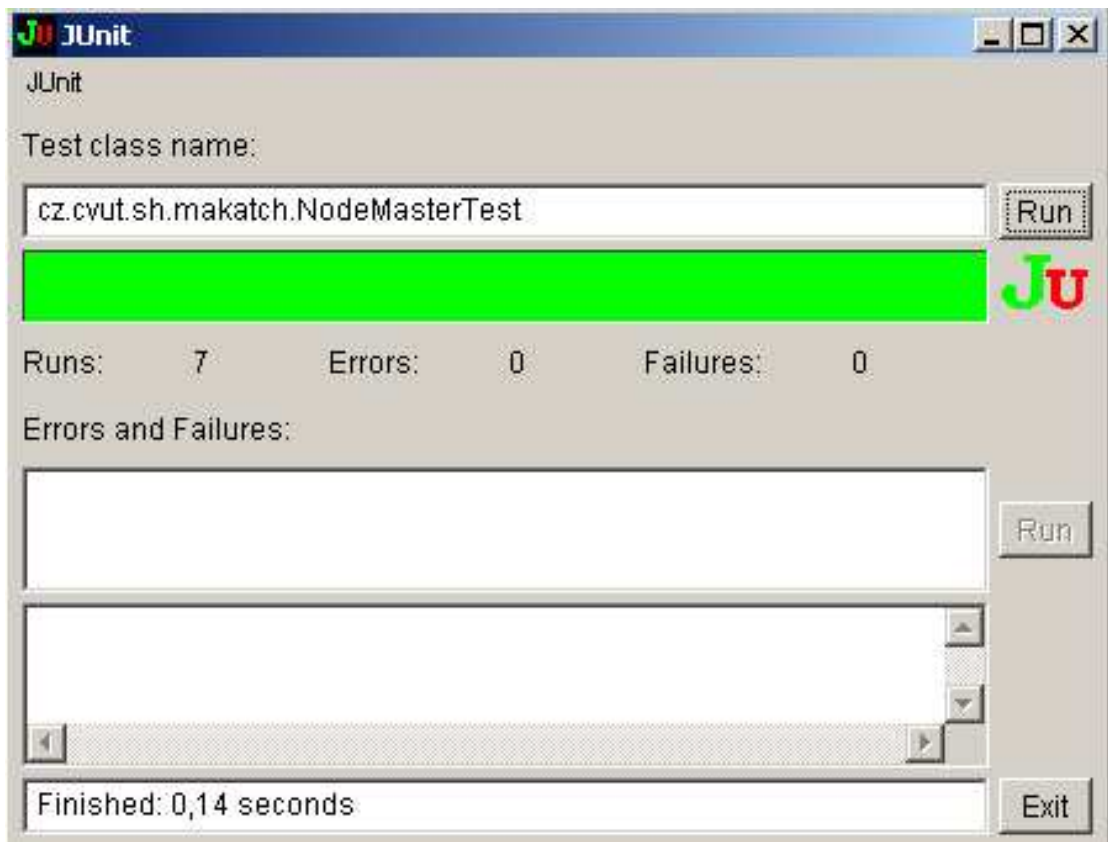 JU JUnit
JUnit
Test class name:
cz.cvut.sh.makatch.NodeMasterTest Run
JU
Runs: 7 Errors: 0 Failures: 0
Errors and Failures:
Run
Finished: 0,14 seconds Exit